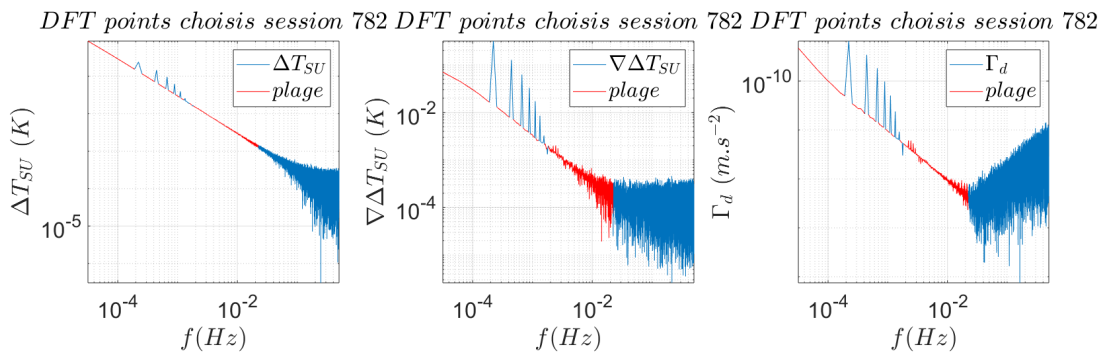 DFT points choisis session 782
ΔT_SU
plage
10^-5
10^-4
10^-2
ΔT_SU (K)
f(Hz)
DFT points choisis session 782
∇ΔT_SU
plage
10^-2
10^-4
10^-4
10^-2
∇ΔT_SU (K)
f(Hz)
DFT points choisis session 782
Γ_d
plage
10^-10
10^-4
10^-2
Γ_d (m.s^-2)
f(Hz)